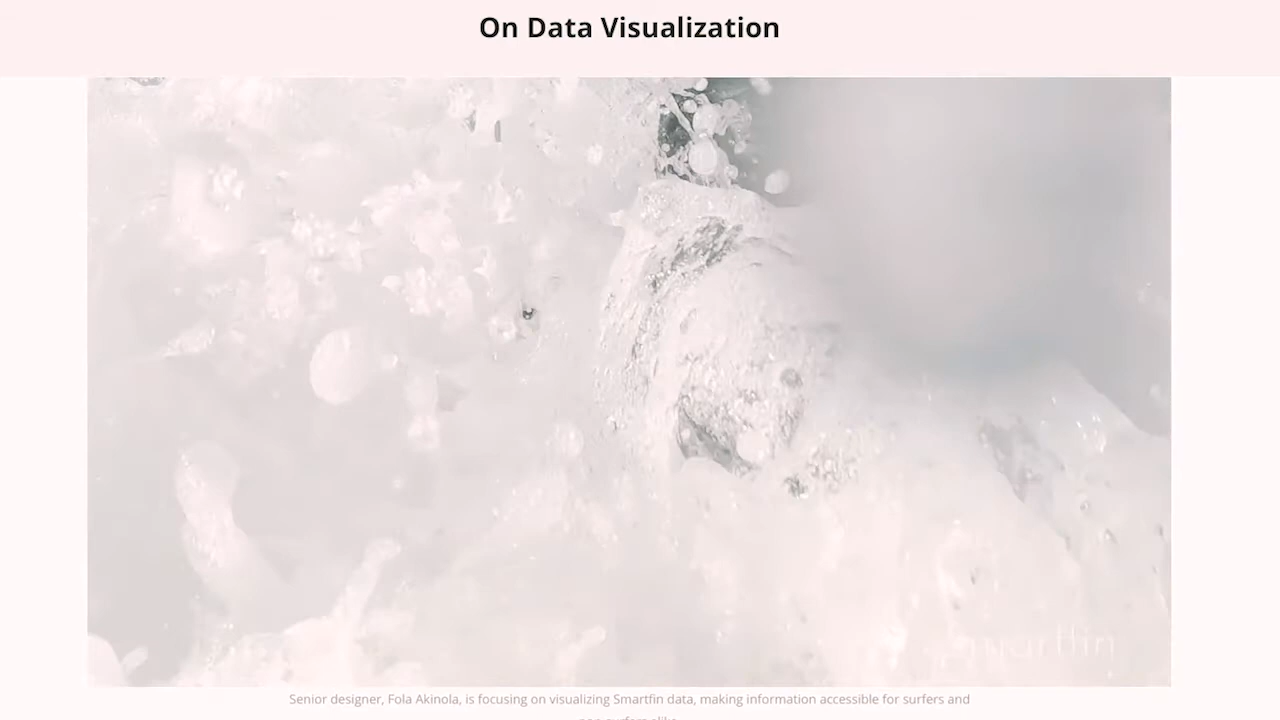 On Data Visualization
Senior designer, Fola Akinola, is focusing on visualizing Smartfin data, making information accessible for surfers and